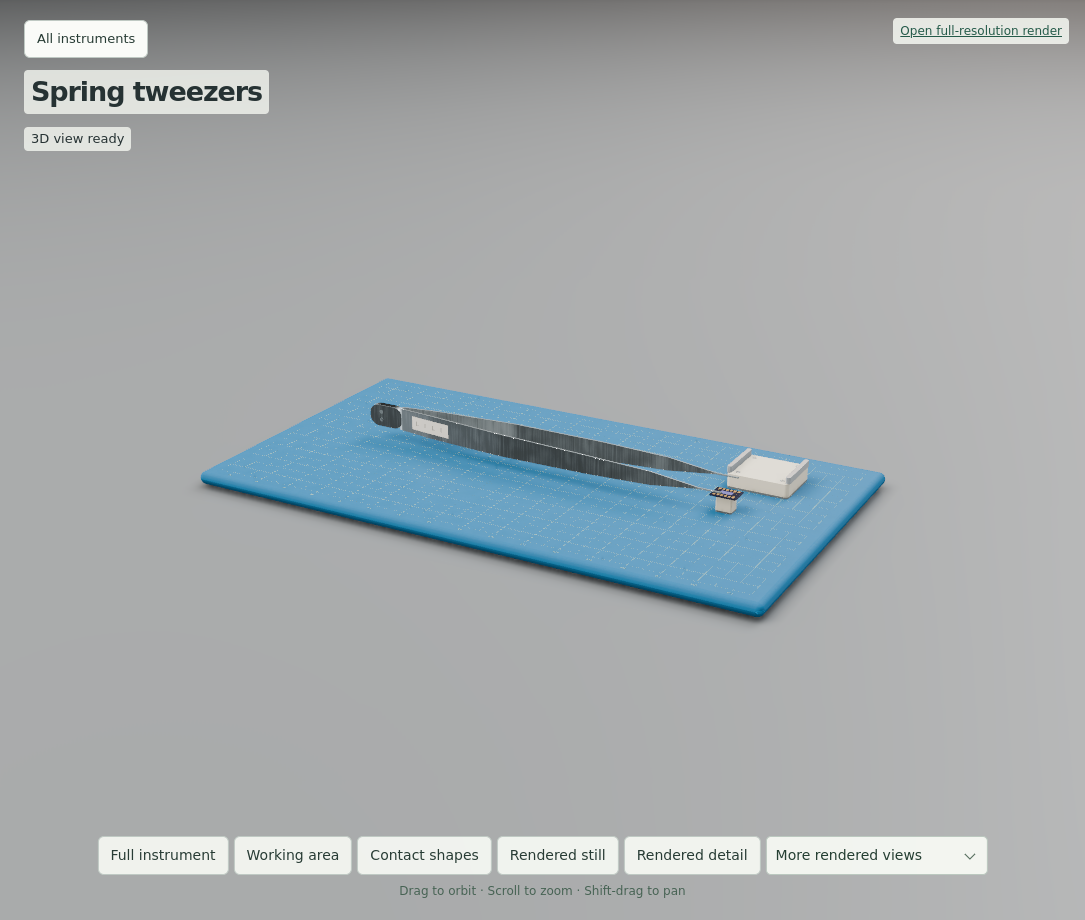 All instruments
Open full-resolution render
Spring tweezers
3D view ready
Full instrument
Working area
Contact shapes
Rendered still
Rendered detail
More rendered views
Drag to orbit · Scroll to zoom · Shift-drag to pan